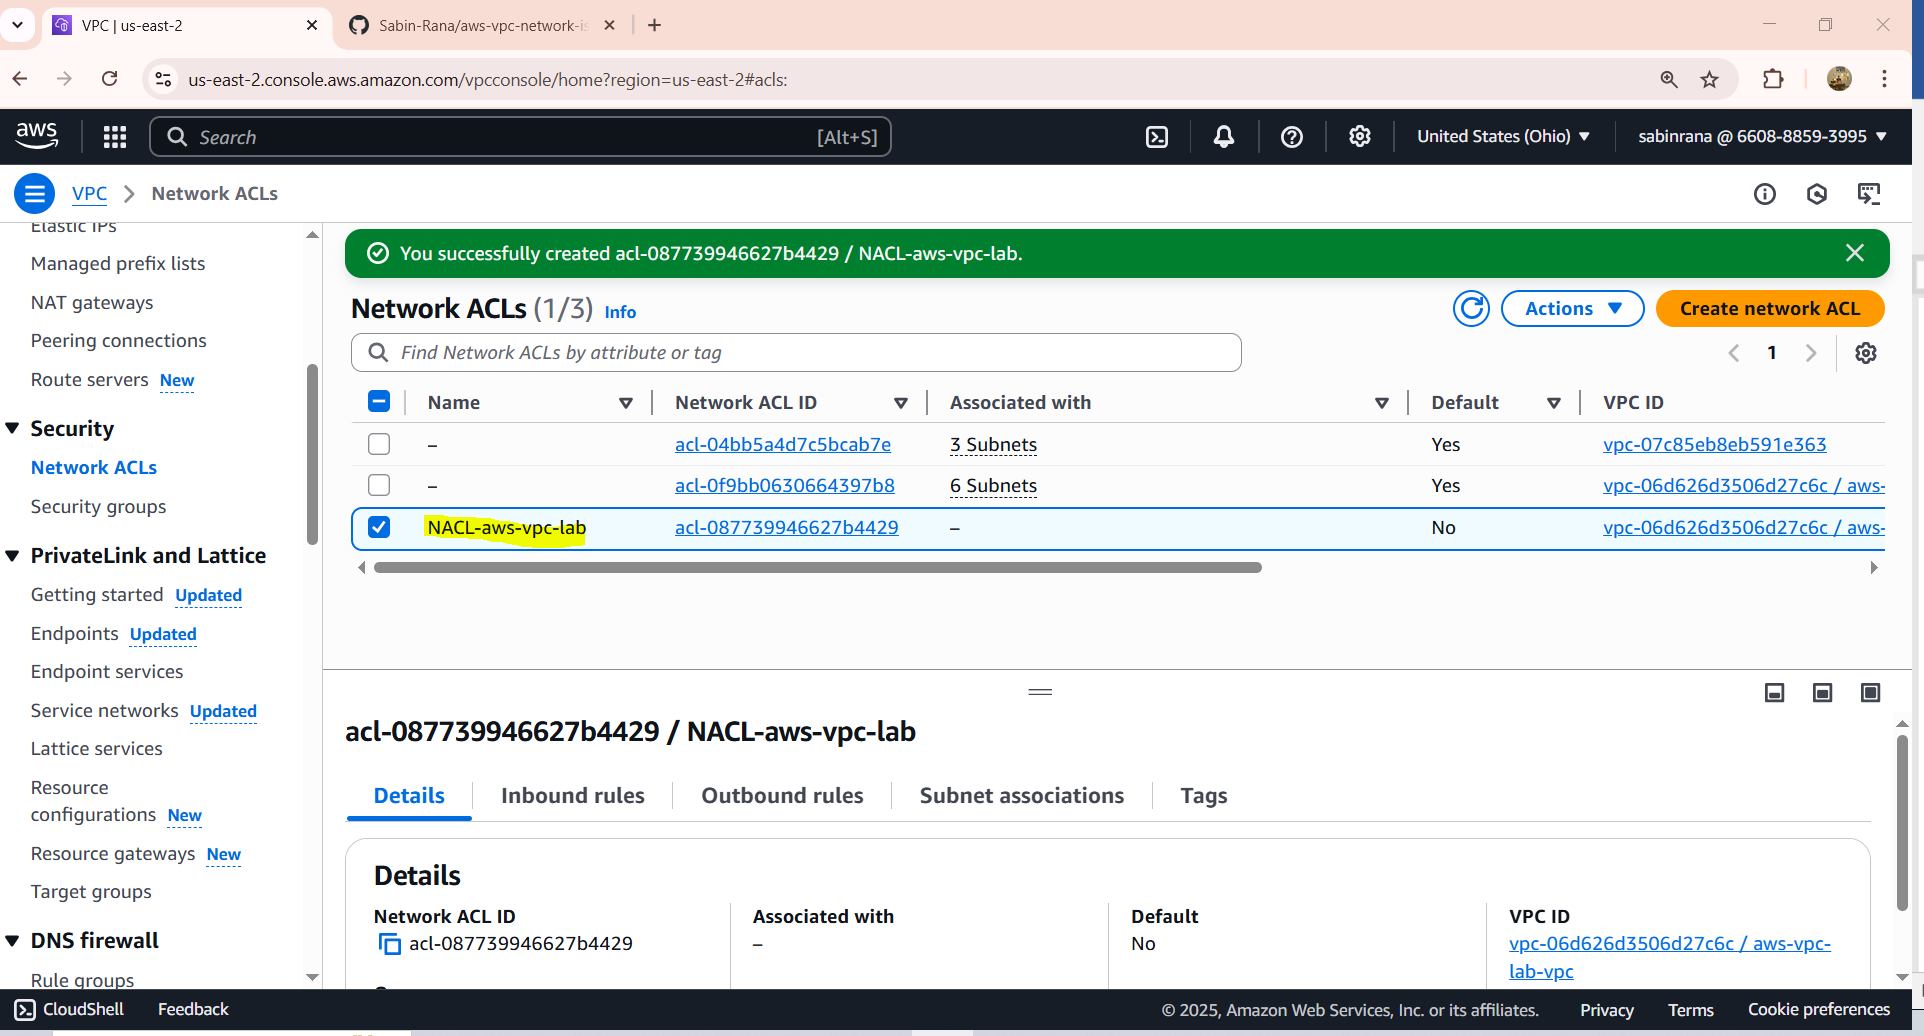 VPC | us-east-2
Sabin-Rana/aws-vpc-network-is
us-east-2.console.aws.amazon.com/vpcconsole/home?region=us-east-2#acls:
aws
Search
[Alt+S]
United States (Ohio)
sabinrana @ 6608-8859-3995
VPC
Network ACLs
Elastic IPs
Managed prefix lists
NAT gateways
Peering connections
Route servers New
Security
Network ACLs
Security groups
PrivateLink and Lattice
Getting started Updated
Endpoints Updated
Endpoint services
Service networks Updated
Lattice services
Resource
configurations New
Resource gateways New
Target groups
DNS firewall
Rule groups
You successfully created acl-087739946627b4429 / NACL-aws-vpc-lab.
Network ACLs (1/3) Info
Actions
Create network ACL
Find Network ACLs by attribute or tag
1
Name Network ACL ID Associated with Default VPC ID
– acl-04bb5a4d7c5bcab7e 3 Subnets Yes vpc-07c85eb8eb591e363
– acl-0f9bb0630664397b8 6 Subnets Yes vpc-06d626d3506d27c6c / aws-
NACL-aws-vpc-lab acl-087739946627b4429 – No vpc-06d626d3506d27c6c / aws-
acl-087739946627b4429 / NACL-aws-vpc-lab
Details Inbound rules Outbound rules Subnet associations Tags
Details
Network ACL ID
acl-087739946627b4429
Associated with
–
Default
No
VPC ID
vpc-06d626d3506d27c6c / aws-vpc-
lab-vpc
CloudShell Feedback
© 2025, Amazon Web Services, Inc. or its affiliates. Privacy Terms Cookie preferences